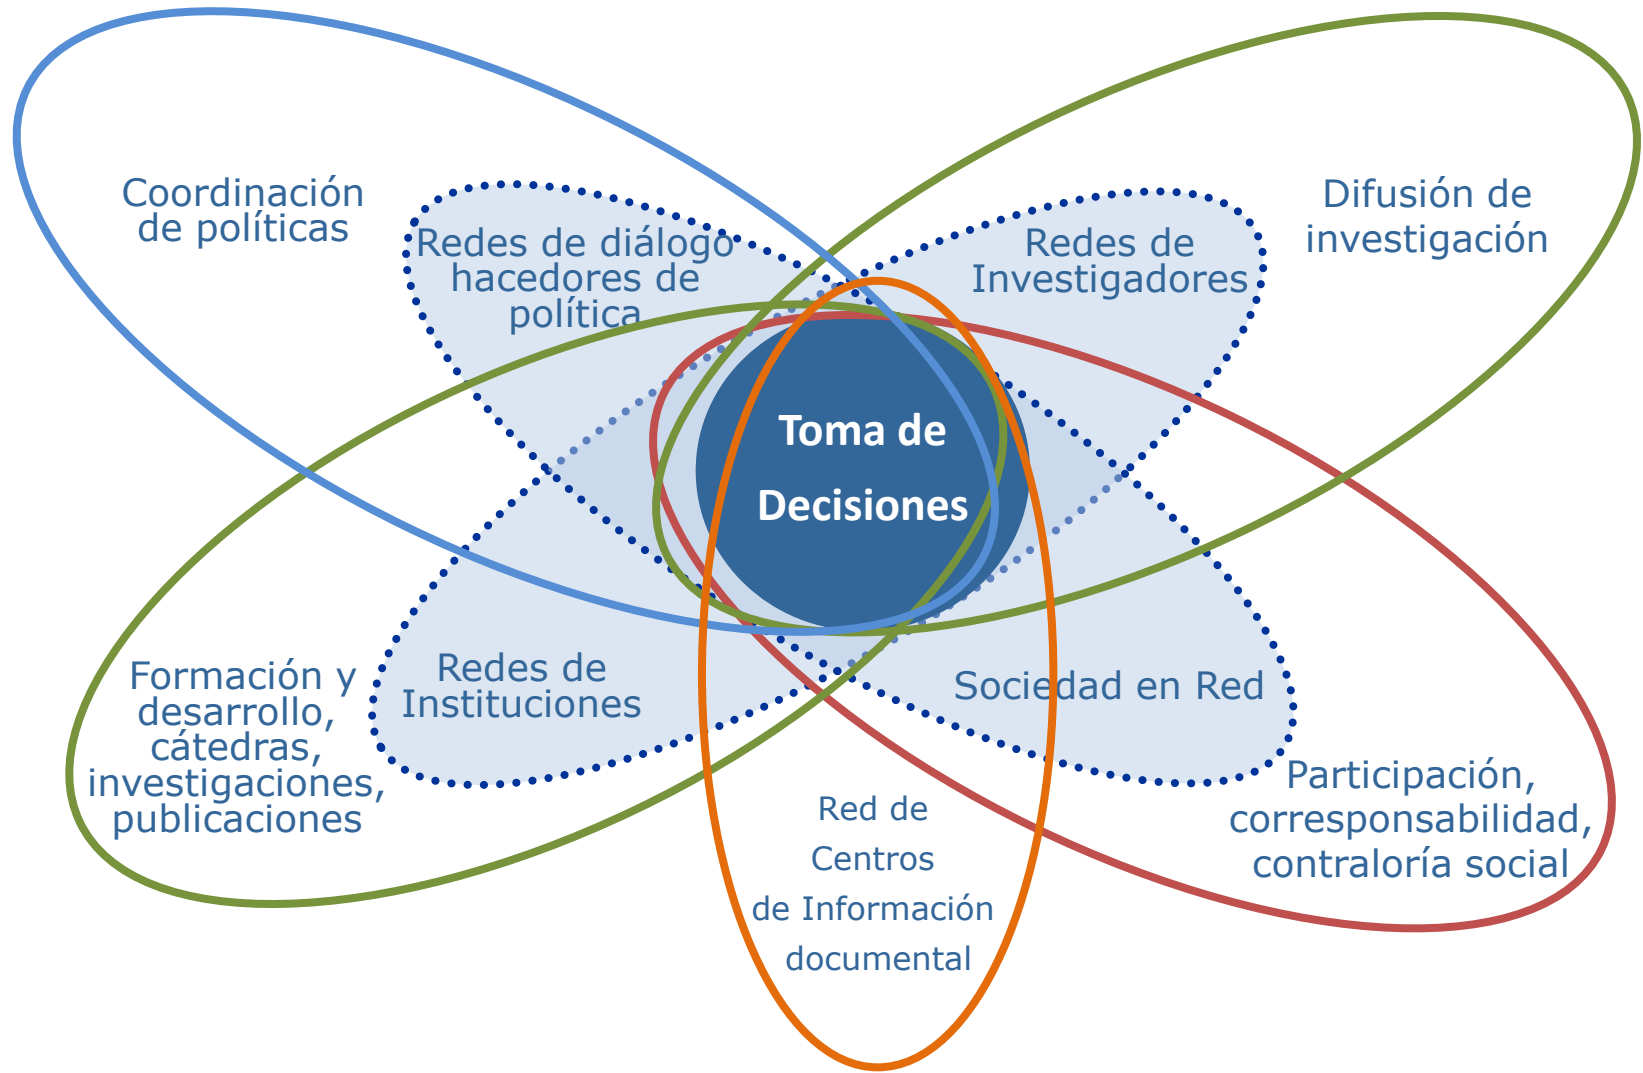 Coordinación
de políticas
Redes de diálogo
hacedores de
política
Redes de
Investigadores
Difusión de
investigación
Toma de
Decisiones
Formación y
desarrollo,
cátedras,
investigaciones,
publicaciones
Redes de
Instituciones
Sociedad en Red
Participación,
corresponsabilidad,
contraloría social
Red de
Centros
de Información
documental